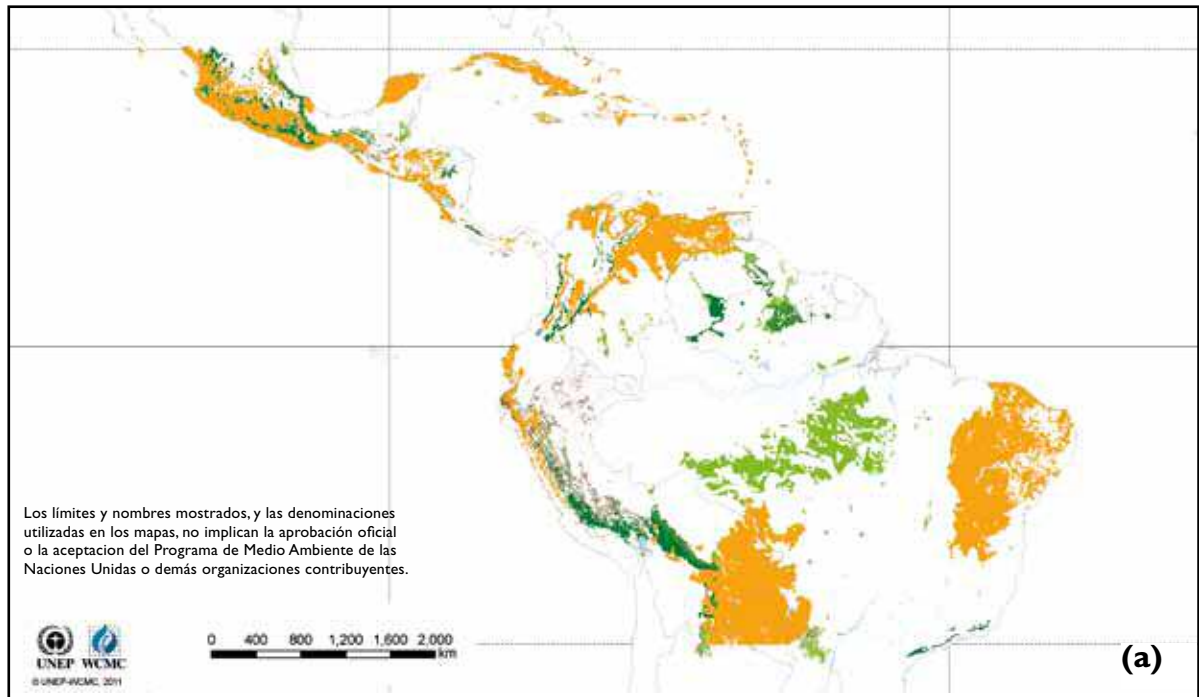 Los límites y nombres mostrados, y las denominaciones
utilizadas en los mapas, no implican la aprobación oficial
o la aceptacion del Programa de Medio Ambiente de las
Naciones Unidas o demás organizaciones contribuyentes.
UNEP WCMC
© UNEP-WCMC, 2011
0 400 800 1,200 1,600 2,000
km
(a)